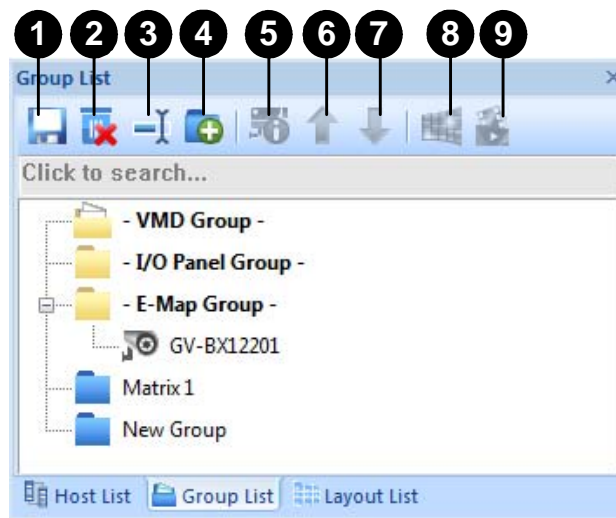 1 2 3 4 5 6 7 8 9
Group List
Click to search...
- VMD Group -
- I/O Panel Group -
- E-Map Group -
GV-BX12201
Matrix 1
New Group
Host List Group List Layout List